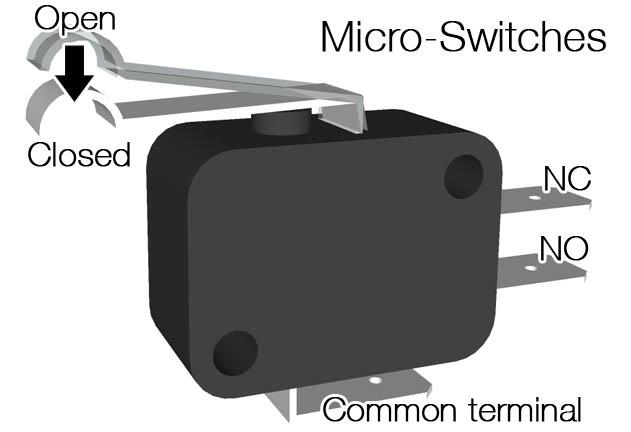 Open
Micro-Switches
Closed
NC
NO
Common terminal